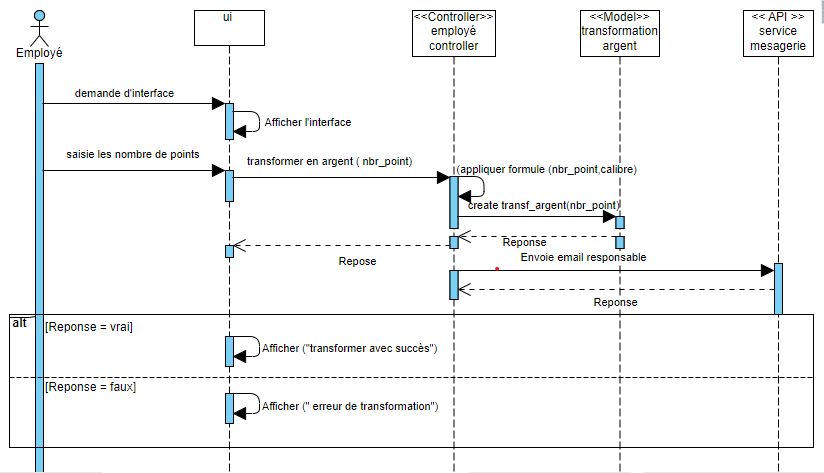 ui
<<Controller>>
employé
controller
<<Model>>
transformation
argent
<< API >>
service
mesagerie
Employé
demande d'interface
Afficher l'interface
saisie les nombre de points
transformer en argent ( nbr_point)
(appliquer formule (nbr_point,calibre)
create transf_argent(nbr_point)
Reponse
Repose
Envoie email responsable
Reponse
alt
[Reponse = vrai]
Afficher ("transformer avec succès")
[Reponse = faux]
Afficher (" erreur de transformation")